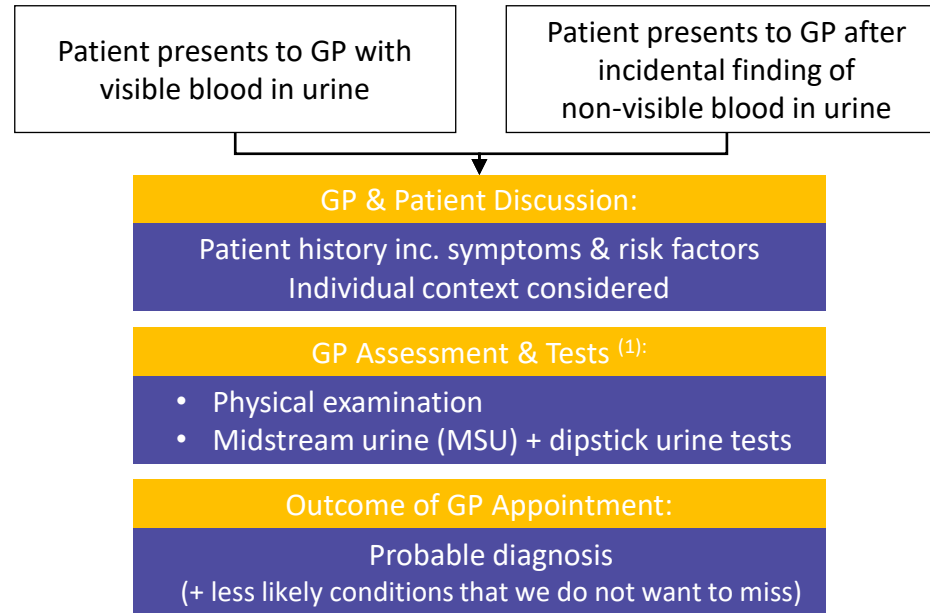 Patient presents to GP with
visible blood in urine
Patient presents to GP after
incidental finding of
non-visible blood in urine
GP & Patient Discussion:
Patient history inc. symptoms & risk factors
Individual context considered
GP Assessment & Tests (1):
• Physical examination
• Midstream urine (MSU) + dipstick urine tests
Outcome of GP Appointment:
Probable diagnosis
(+ less likely conditions that we do not want to miss)